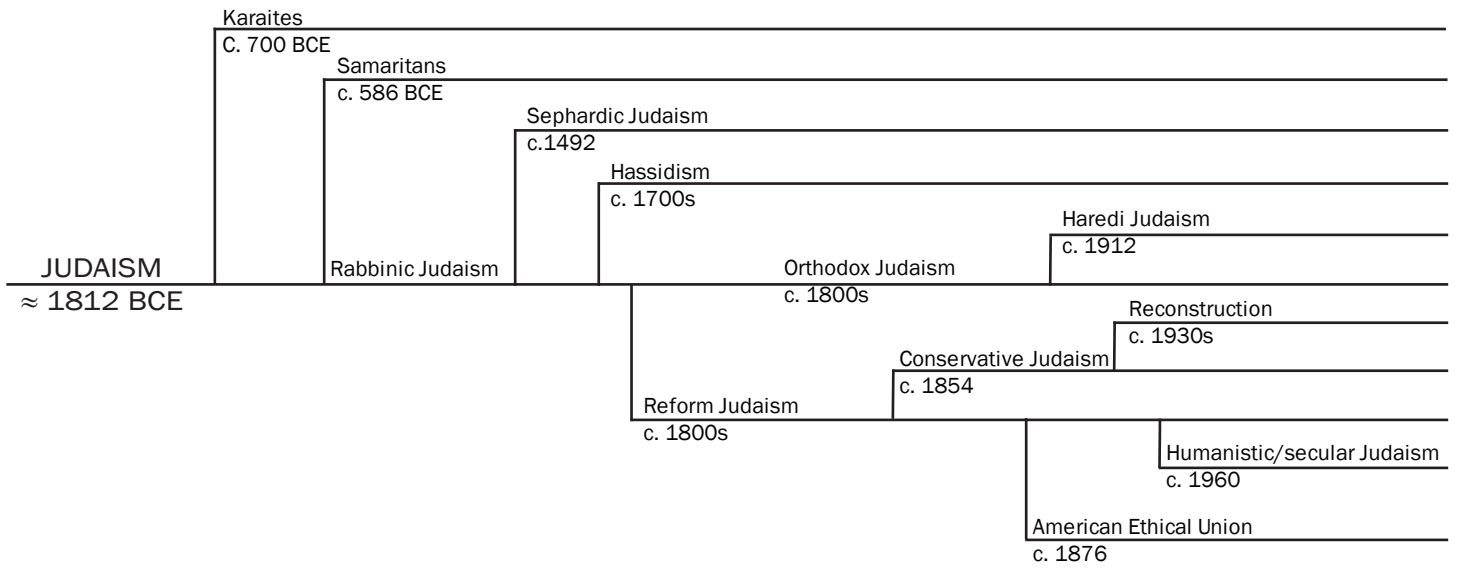 Karaites
C. 700 BCE
Samaritans
c. 586 BCE
Sephardic Judaism
c.1492
Hassidism
c. 1700s
Haredi Judaism
c. 1912
JUDAISM
≈ 1812 BCE
Rabbinic Judaism
Orthodox Judaism
c. 1800s
Reconstruction
c. 1930s
Conservative Judaism
c. 1854
Reform Judaism
c. 1800s
Humanistic/secular Judaism
c. 1960
American Ethical Union
c. 1876